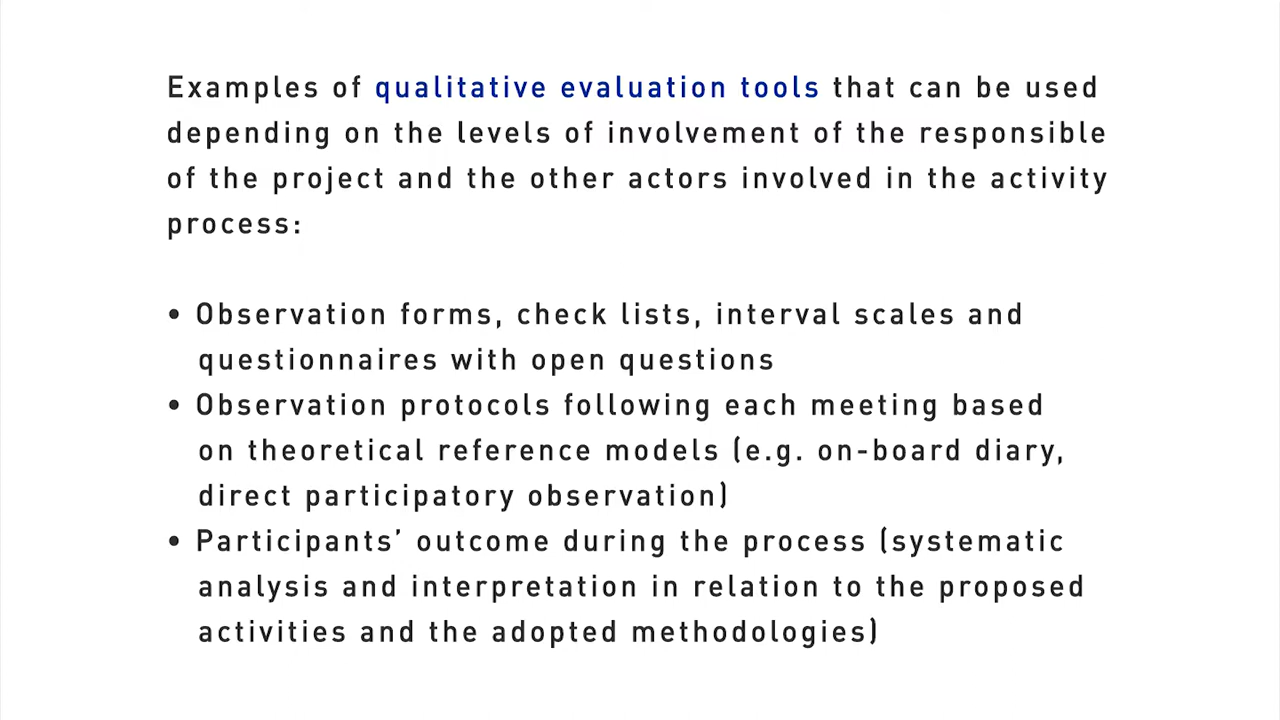 Examples of qualitative evaluation tools that can be used
depending on the levels of involvement of the responsible
of the project and the other actors involved in the activity
process:
• Observation forms, check lists, interval scales and
questionnaires with open questions
• Observation protocols following each meeting based
on theoretical reference models (e.g. on-board diary,
direct participatory observation)
• Participants’ outcome during the process (systematic
analysis and interpretation in relation to the proposed
activities and the adopted methodologies)